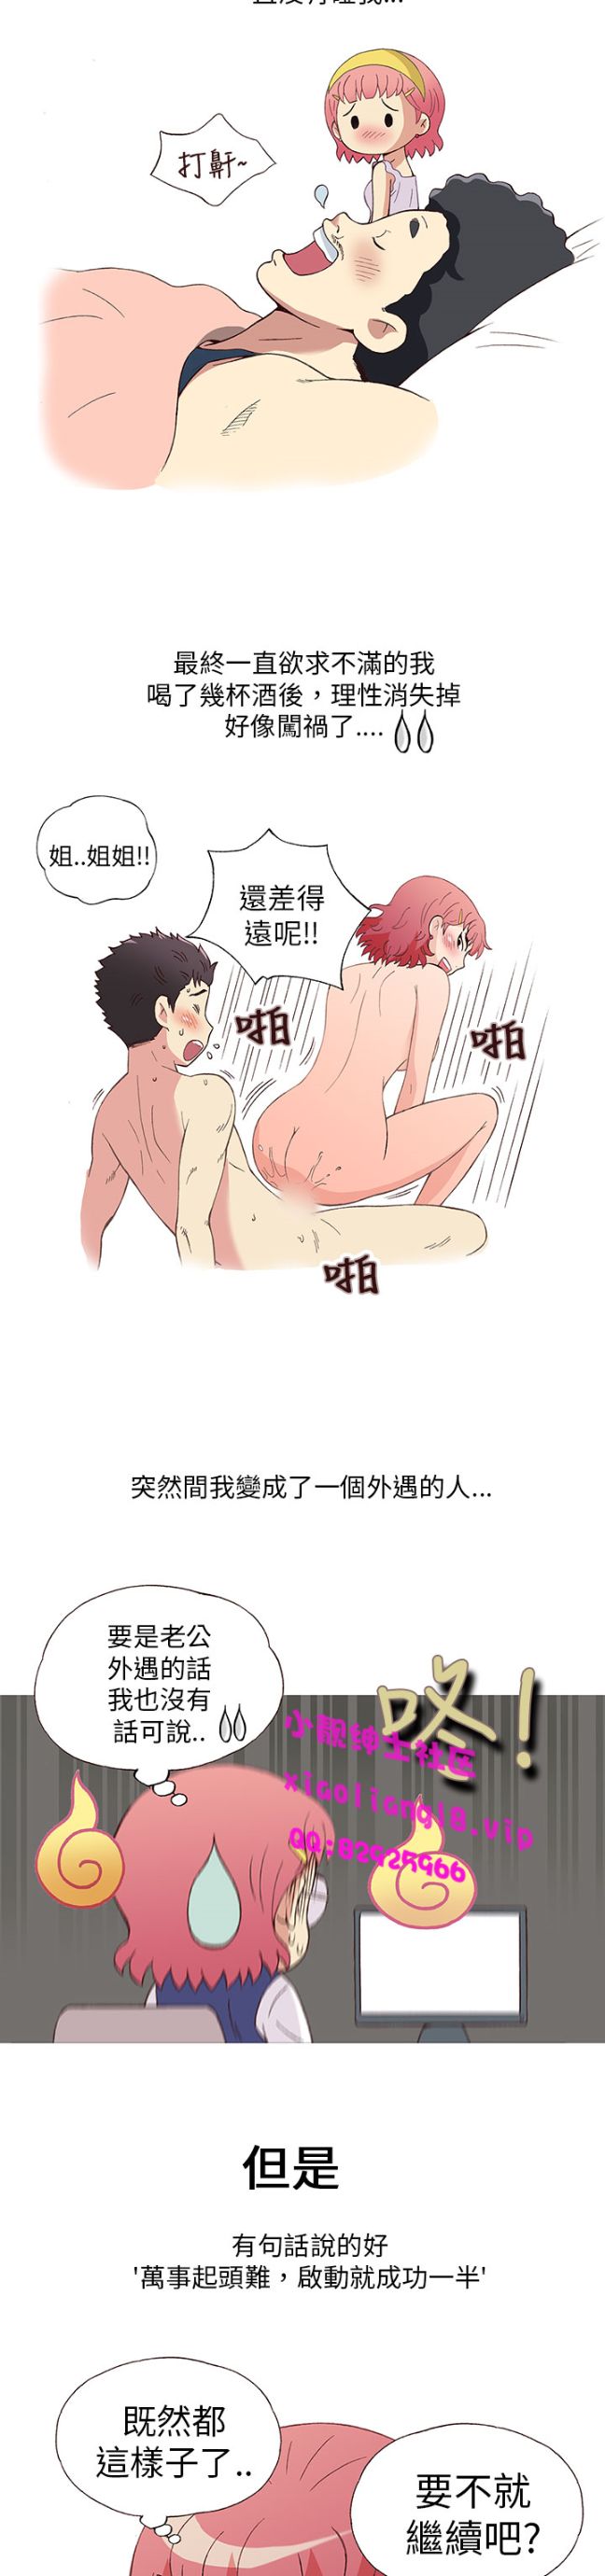 打鼾~
最終一直欲求不滿的我
喝了幾杯酒後，理性消失掉
好像闖禍了....
姐..姐姐!!
還差得
遠呢!!
啪
啪
啪
突然間我變成了一個外遇的人...
要是老公
外遇的話
我也沒有
話可說..
咚!
小靓绅士社区
xiaoliang18.vip
QQ:82925966
但是
有句話說的好
'萬事起頭難，啟動就成功一半'
既然都
這樣子了..
要不就
繼續吧?